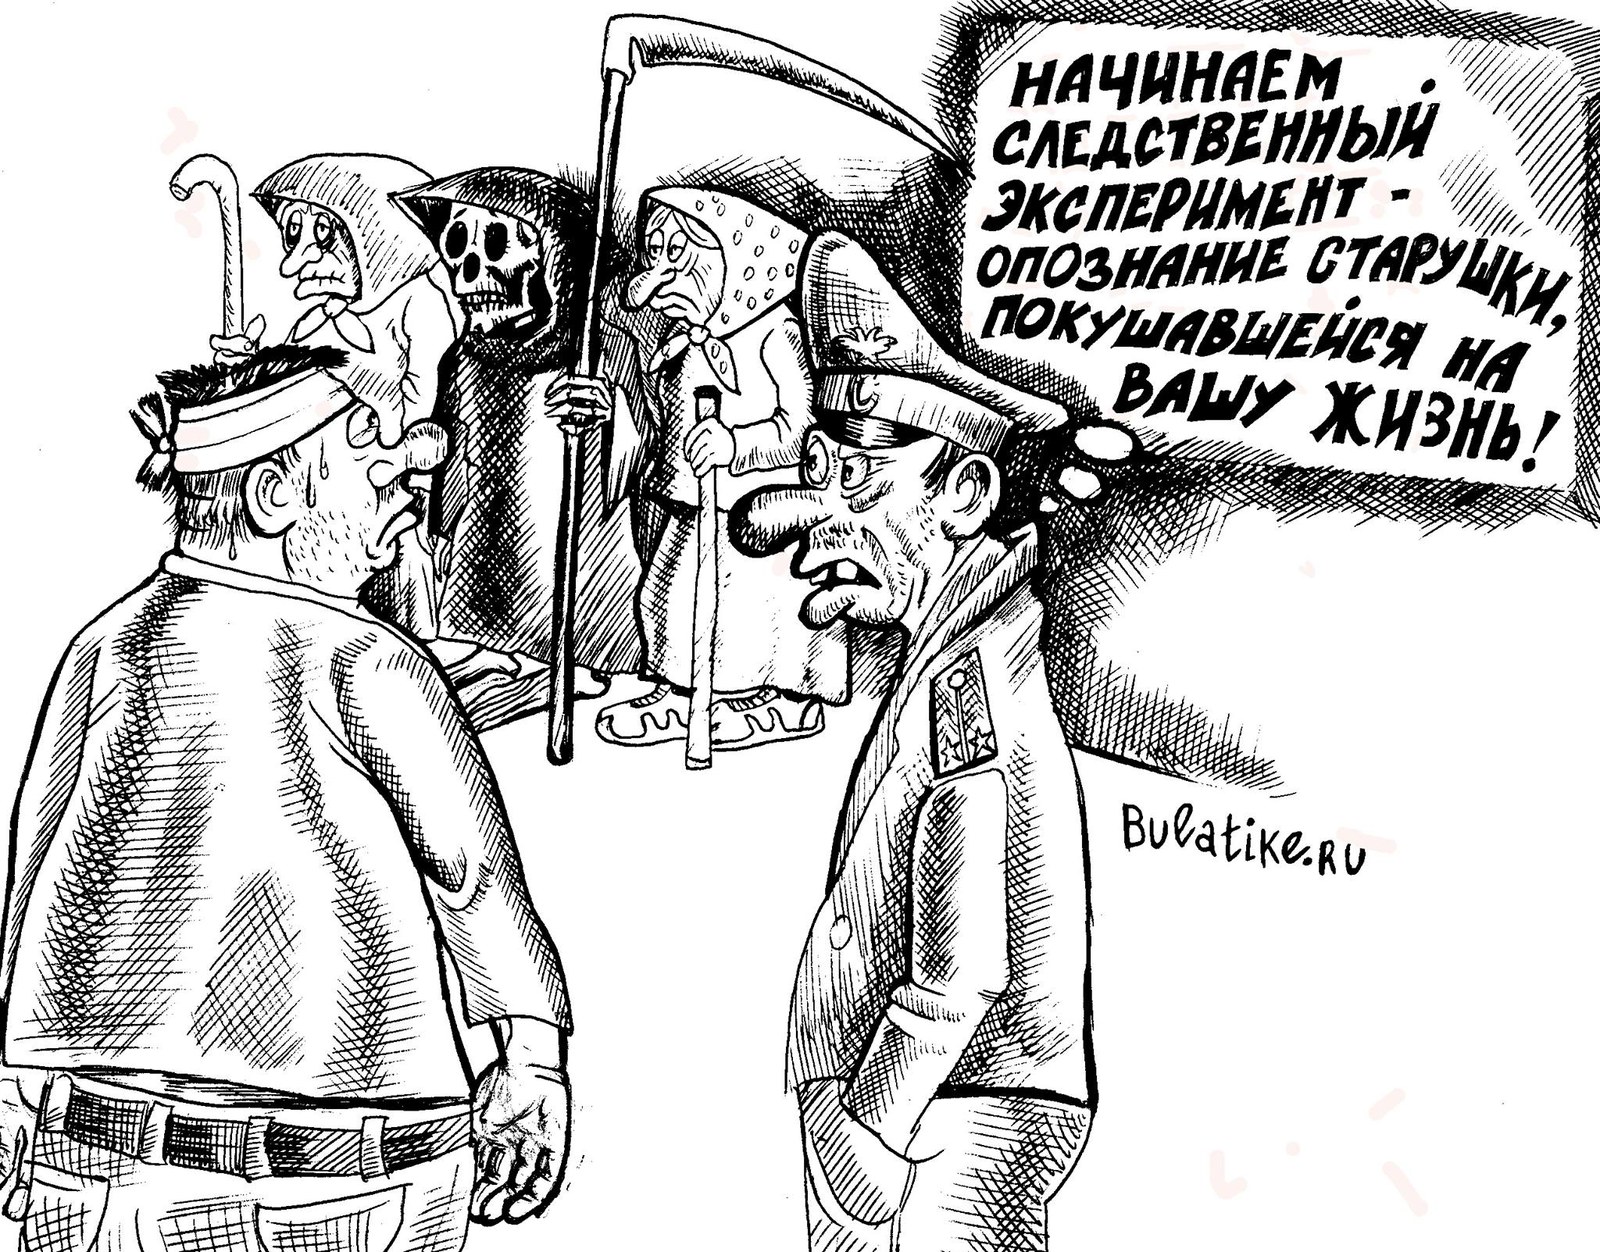 НАЧИНАЕМ
СЛЕДСТВЕННЫЙ
ЭКСПЕРИМЕНТ -
ОПОЗНАНИЕ СТАРУШКИ,
ПОКУШАВШЕЙСЯ НА
ВАШУ ЖИЗНЬ!
Bulatike.RU